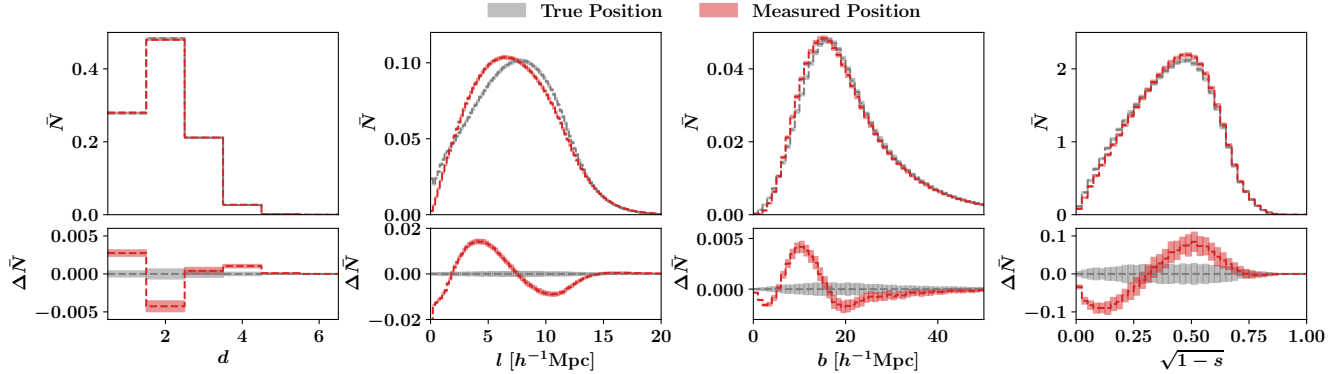 True Position Measured Position
0.4
0.2
0.0
N̄
0.10
0.05
0.00
N̄
0.04
0.02
0.00
N̄
2
1
0
N̄
0.005
0.000
−0.005
ΔN̄
2 4 6
d
0.02
0.00
−0.02
ΔN̄
0 5 10 15 20
l [h⁻¹Mpc]
0.005
0.000
ΔN̄
0 20 40
b [h⁻¹Mpc]
0.1
0.0
−0.1
ΔN̄
0.00 0.25 0.50 0.75 1.00
√1 − s